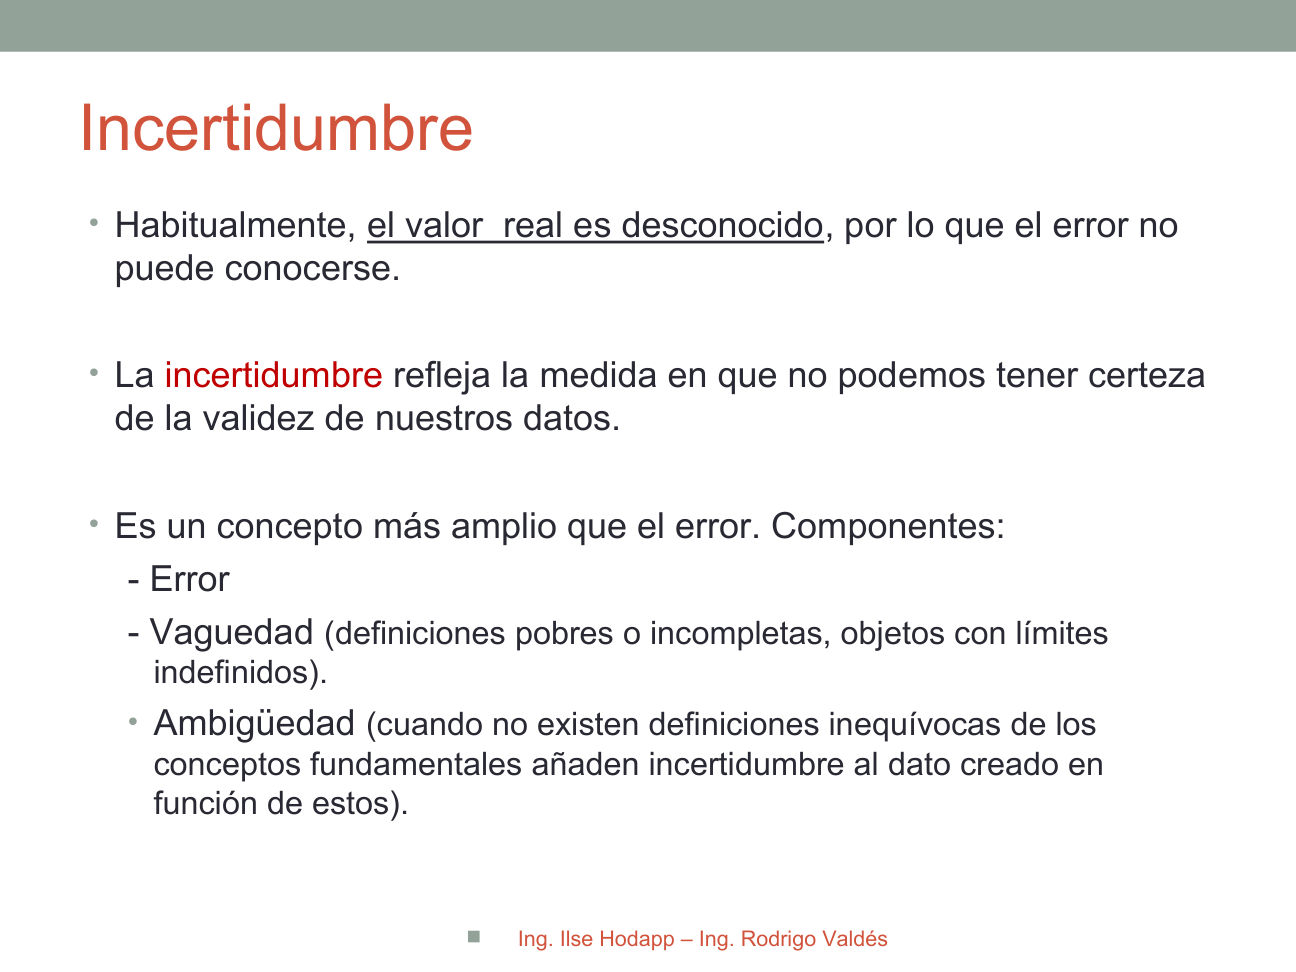 Incertidumbre
• Habitualmente, el valor  real es desconocido, por lo que el error no
puede conocerse.
• La incertidumbre refleja la medida en que no podemos tener certeza
de la validez de nuestros datos.
• Es un concepto más amplio que el error. Componentes:
- Error
- Vaguedad (definiciones pobres o incompletas, objetos con límites
indefinidos).
• Ambigüedad (cuando no existen definiciones inequívocas de los
conceptos fundamentales añaden incertidumbre al dato creado en
función de estos).
■ Ing. Ilse Hodapp – Ing. Rodrigo Valdés